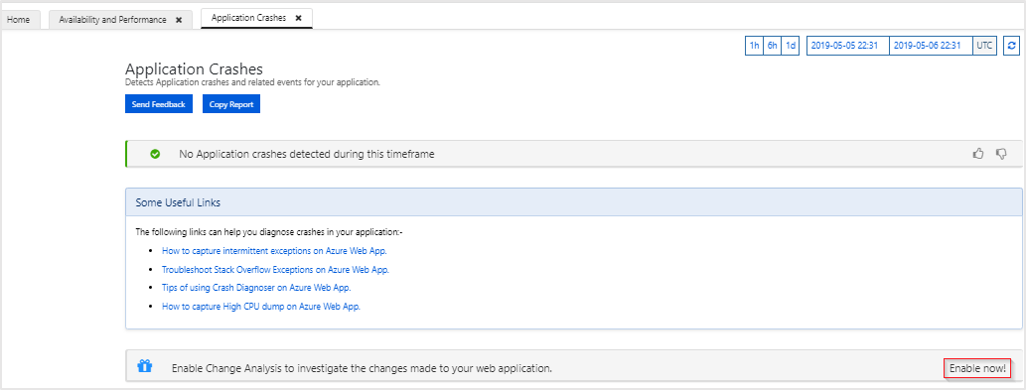 Home
Availability and Performance ✖
Application Crashes ✖
1h 6h 1d 2019-05-05 22:31 2019-05-06 22:31 UTC
Application Crashes
Detects Application crashes and related events for your application.
Send Feedback Copy Report
No Application crashes detected during this timeframe
Some Useful Links
The following links can help you diagnose crashes in your application:-
• How to capture intermittent exceptions on Azure Web App.
• Troubleshoot Stack Overflow Exceptions on Azure Web App.
• Tips of using Crash Diagnoser on Azure Web App.
• How to capture High CPU dump on Azure Web App.
Enable Change Analysis to investigate the changes made to your web application. Enable now!